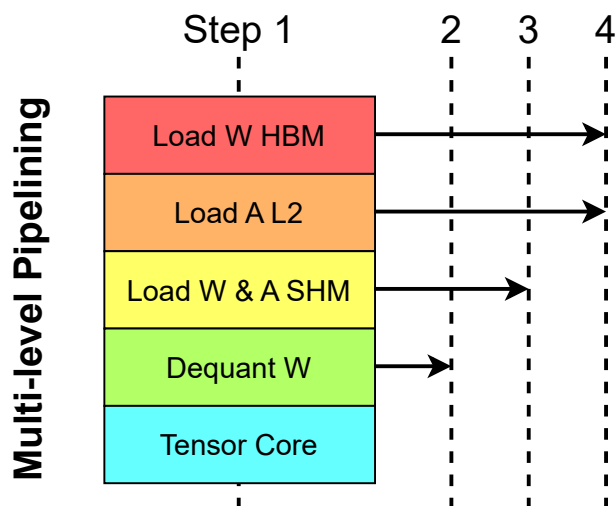 Step 1 2 3 4
Multi-level Pipelining
Load W HBM
Load A L2
Load W & A SHM
Dequant W
Tensor Core